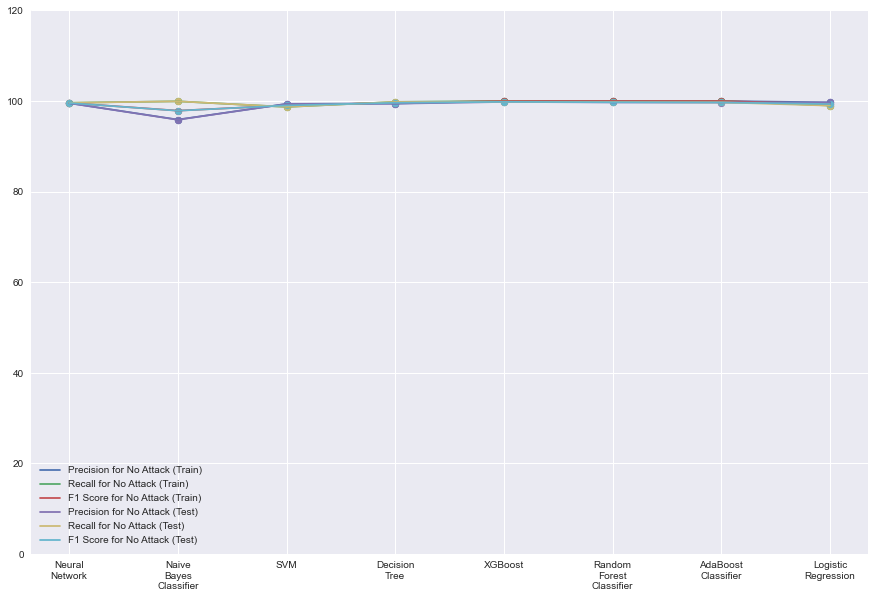 120
100
80
60
40
20
0
Precision for No Attack (Train)
Recall for No Attack (Train)
F1 Score for No Attack (Train)
Precision for No Attack (Test)
Recall for No Attack (Test)
F1 Score for No Attack (Test)
Neural
Network
Naive
Bayes
Classifier
SVM
Decision
Tree
XGBoost
Random
Forest
Classifier
AdaBoost
Classifier
Logistic
Regression